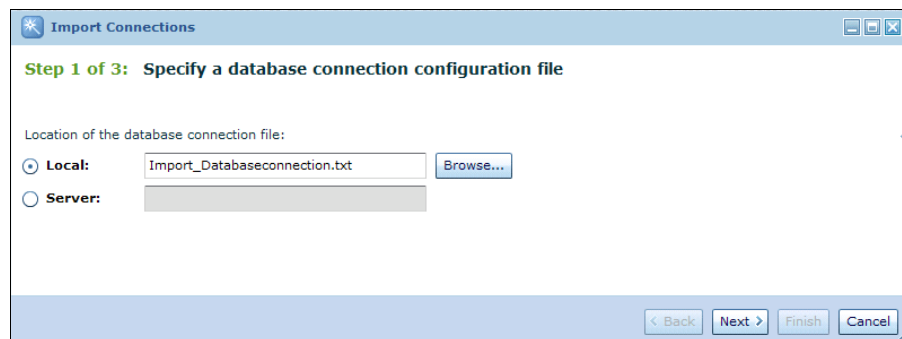 Import Connections
Step 1 of 3: Specify a database connection configuration file
Location of the database connection file:
Local: Import_Databaseconnection.txt Browse...
Server:
< Back Next > Finish Cancel